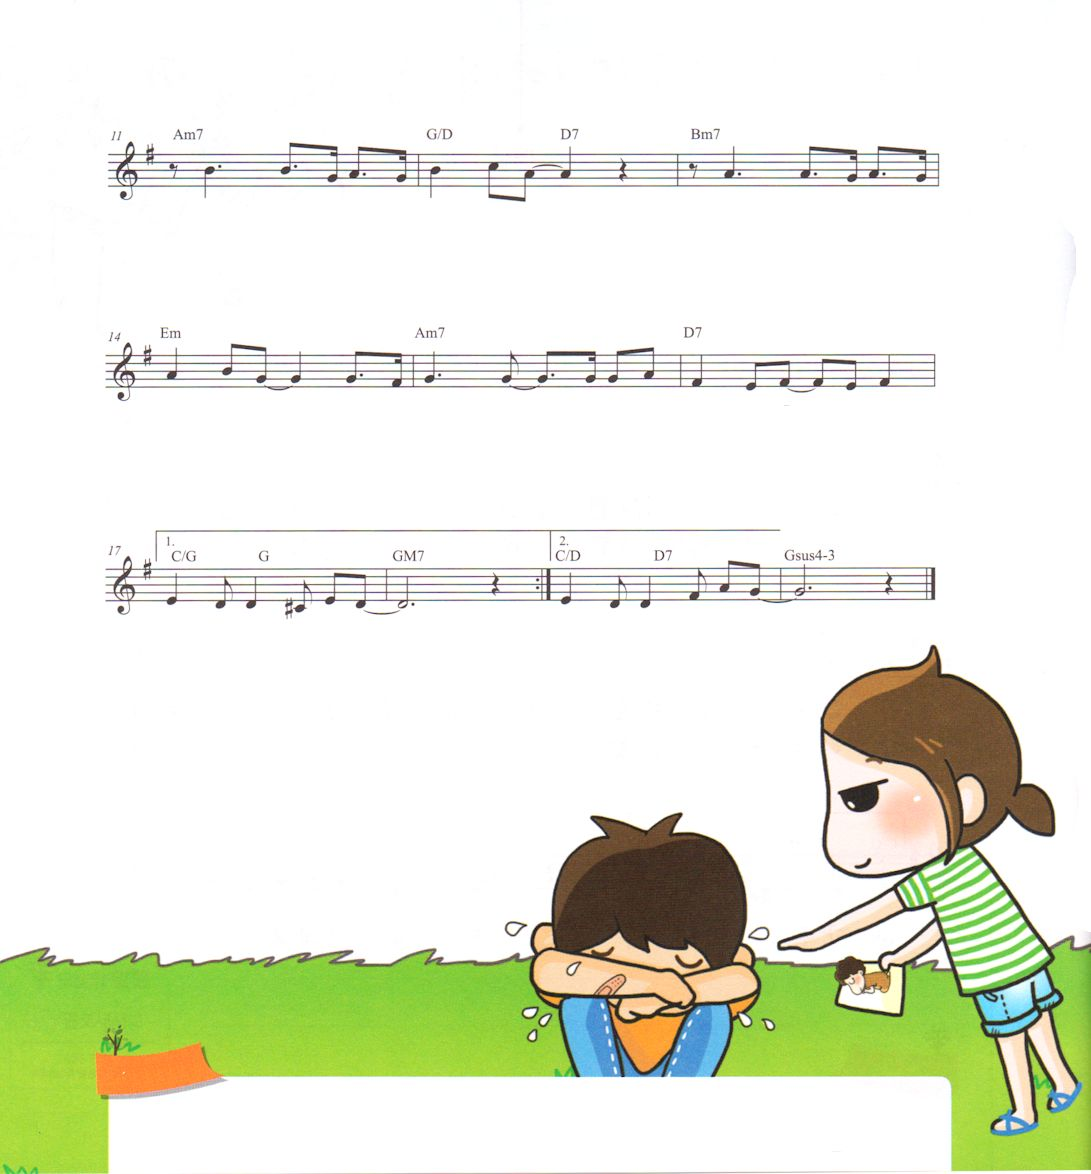 11 Am7 G/D D7 Bm7
14 Em Am7 D7
1. 2.
17 C/G G GM7 C/D D7 Gsus4-3